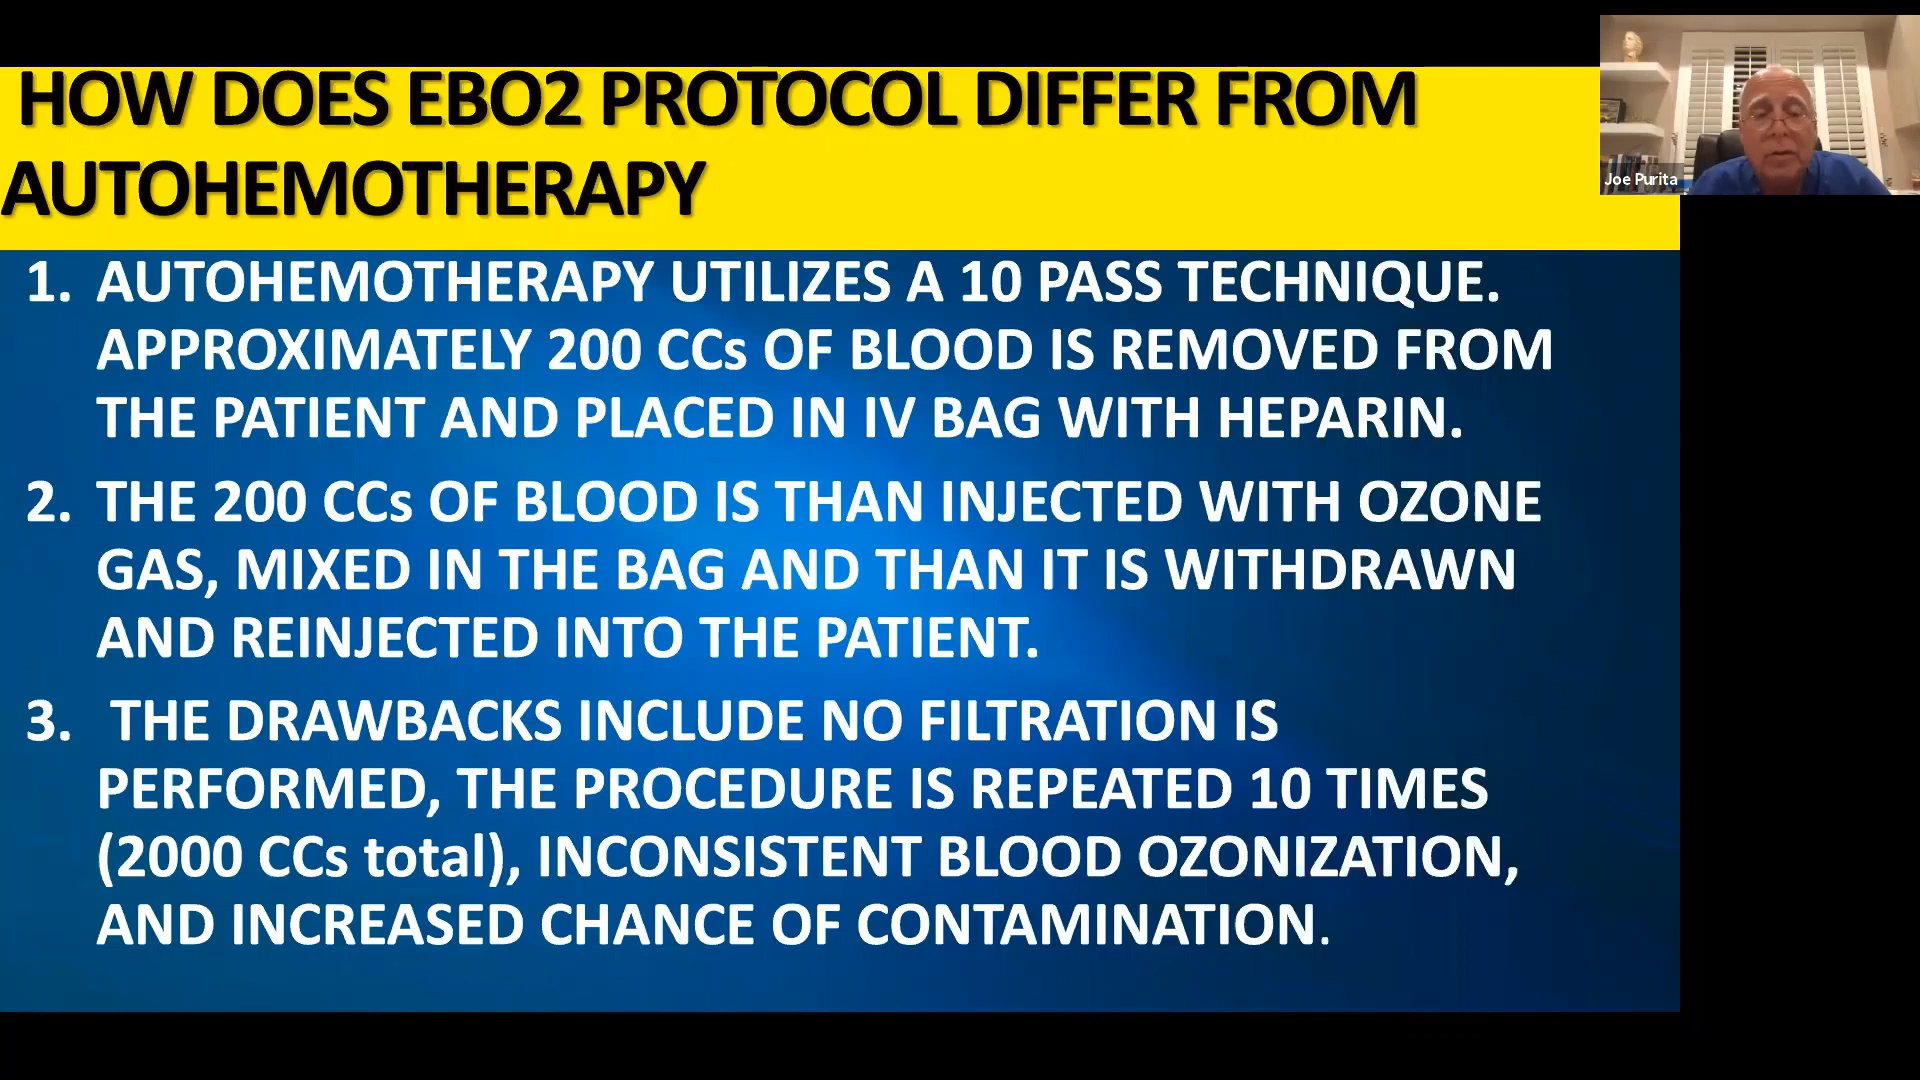 HOW DOES EBO2 PROTOCOL DIFFER FROM
AUTOHEMOTHERAPY
Joe Purita
1. AUTOHEMOTHERAPY UTILIZES A 10 PASS TECHNIQUE.
APPROXIMATELY 200 CCs OF BLOOD IS REMOVED FROM
THE PATIENT AND PLACED IN IV BAG WITH HEPARIN.
2. THE 200 CCs OF BLOOD IS THAN INJECTED WITH OZONE
GAS, MIXED IN THE BAG AND THAN IT IS WITHDRAWN
AND REINJECTED INTO THE PATIENT.
3. THE DRAWBACKS INCLUDE NO FILTRATION IS
PERFORMED, THE PROCEDURE IS REPEATED 10 TIMES
(2000 CCs total), INCONSISTENT BLOOD OZONIZATION,
AND INCREASED CHANCE OF CONTAMINATION.